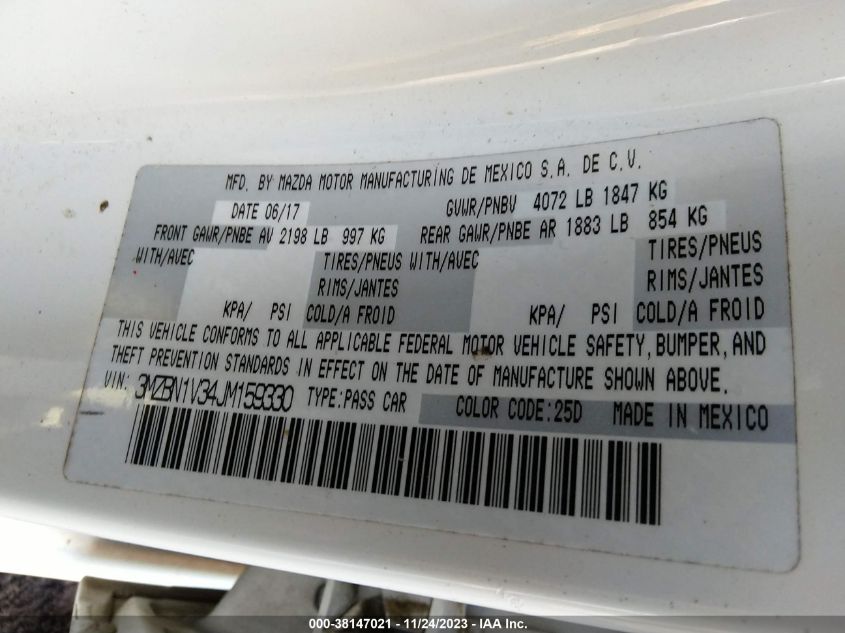 MFD. BY MAZDA MOTOR MANUFACTURING DE MEXICO S.A. DE C.V.
DATE 06/17 GVWR/PNBV 4072 LB 1847 KG
FRONT GAWR/PNBE AV 2198 LB 997 KG REAR GAWR/PNBE AR 1883 LB 854 KG
WITH/AVEC TIRES/PNEUS WITH/AVEC TIRES/PNEUS
RIMS/JANTES RIMS/JANTES
KPA/ PSI COLD/A FROID KPA/ PSI COLD/A FROID
THIS VEHICLE CONFORMS TO ALL APPLICABLE FEDERAL MOTOR VEHICLE SAFETY, BUMPER, AND
THEFT PREVENTION STANDARDS IN EFFECT ON THE DATE OF MANUFACTURE SHOWN ABOVE.
VIN: 3MZBN1V34JM159330 TYPE:PASS CAR COLOR CODE:25D MADE IN MEXICO
000-38147021 - 11/24/2023 - IAA Inc.